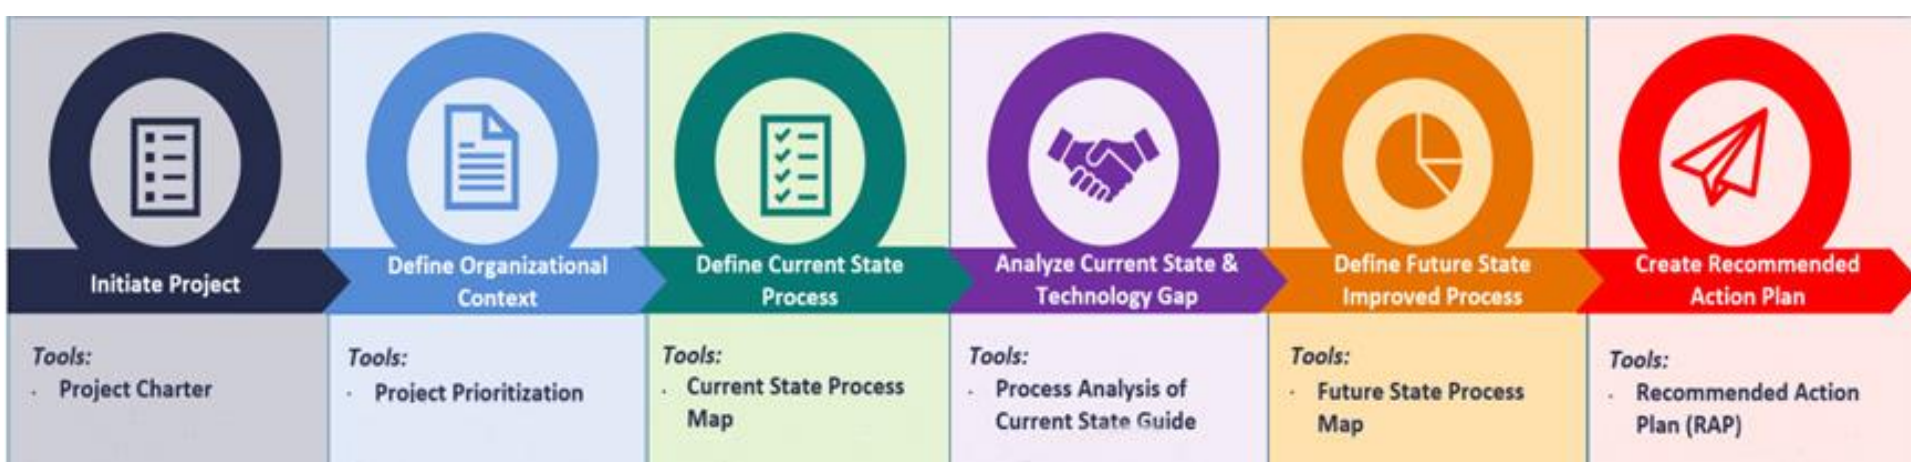 Initiate Project
Define Organizational
Context
Define Current State
Process
Analyze Current State &
Technology Gap
Define Future State
Improved Process
Create Recommended
Action Plan
Tools:
· Project Charter
Tools:
· Project Prioritization
Tools:
· Current State Process
Map
Tools:
· Process Analysis of
Current State Guide
Tools:
· Future State Process
Map
Tools:
· Recommended Action
Plan (RAP)